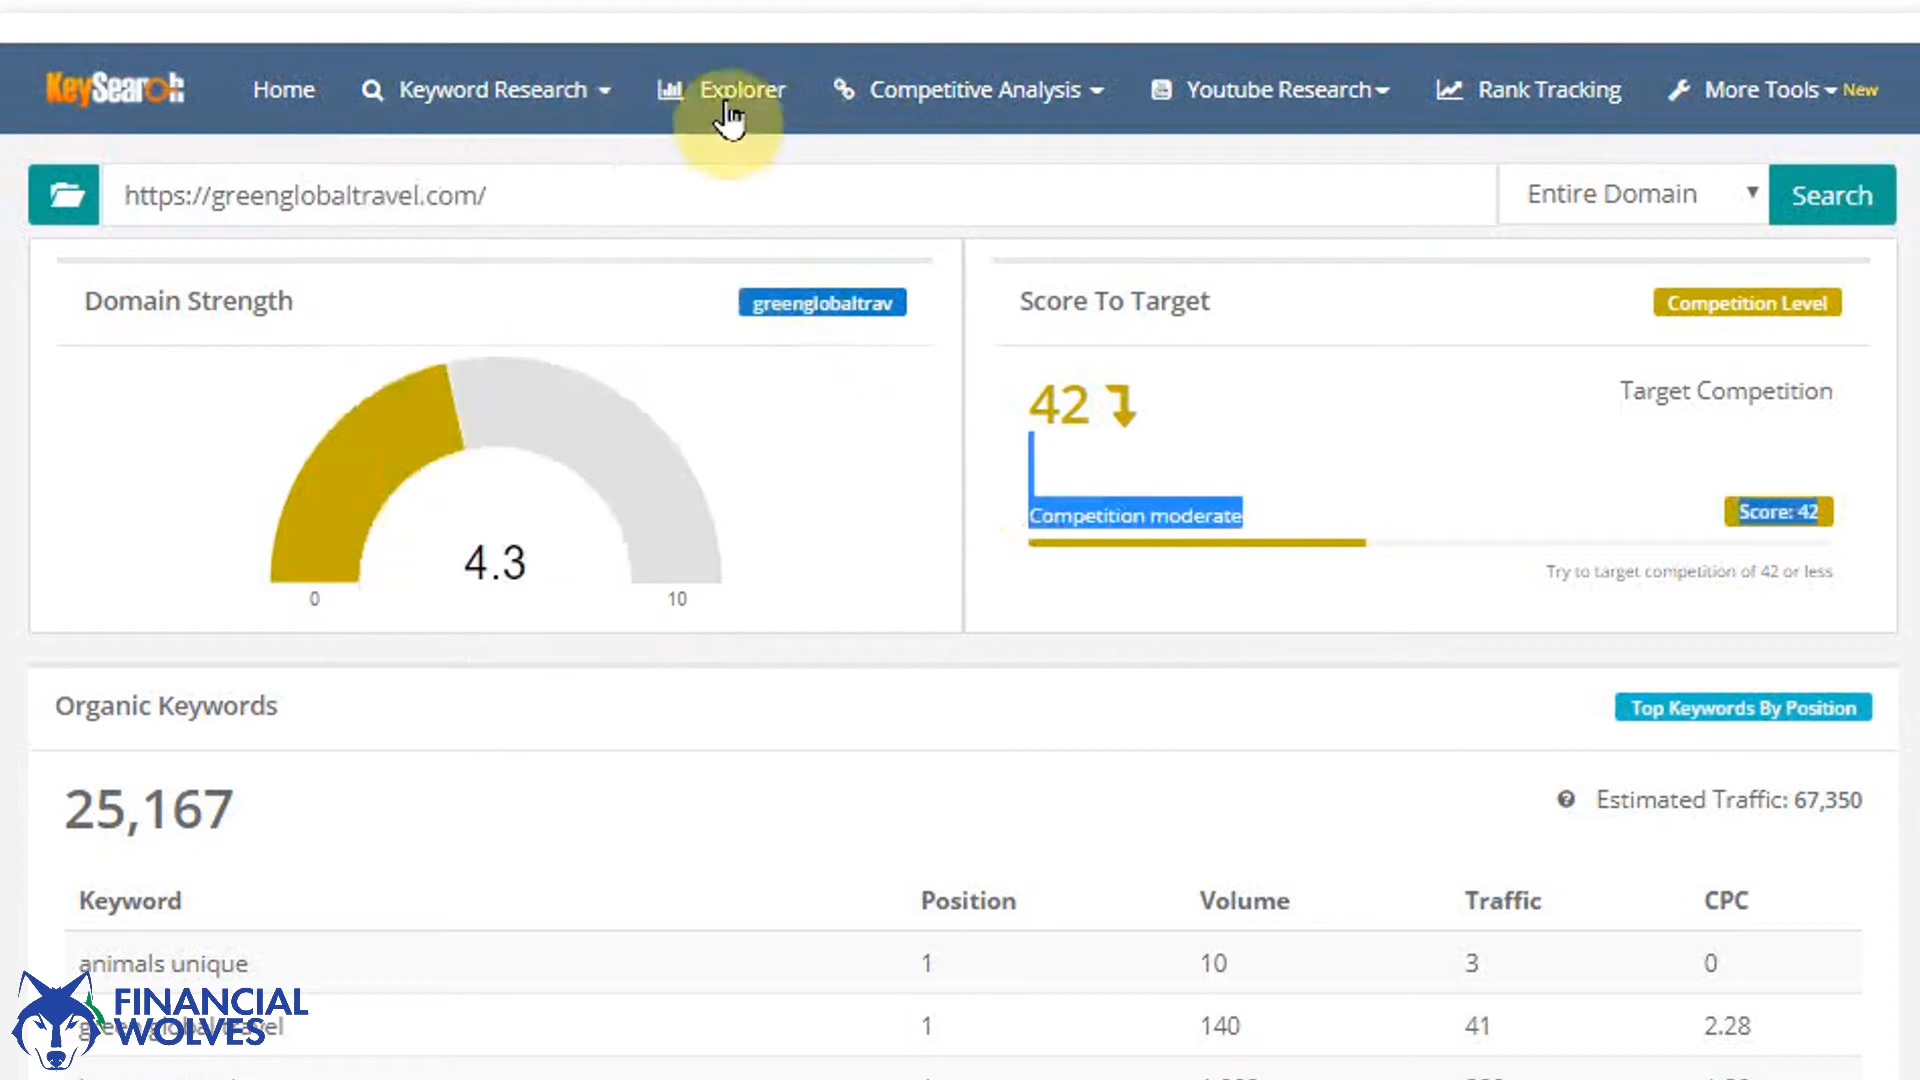 KeySearch Home Keyword Research Explorer Competitive Analysis Youtube Research Rank Tracking More Tools New
https://greenglobaltravel.com/ Entire Domain Search
Domain Strength greenglobaltrav
4.3
0 10
Score To Target Competition Level
42 Target Competition
Competition moderate Score: 42
Try to target competition of 42 or less
Organic Keywords Top Keywords By Position
25,167 Estimated Traffic: 67,350
Keyword Position Volume Traffic CPC
animals unique 1 10 3 0
green global travel 1 140 41 2.28
FINANCIAL
WOLVES